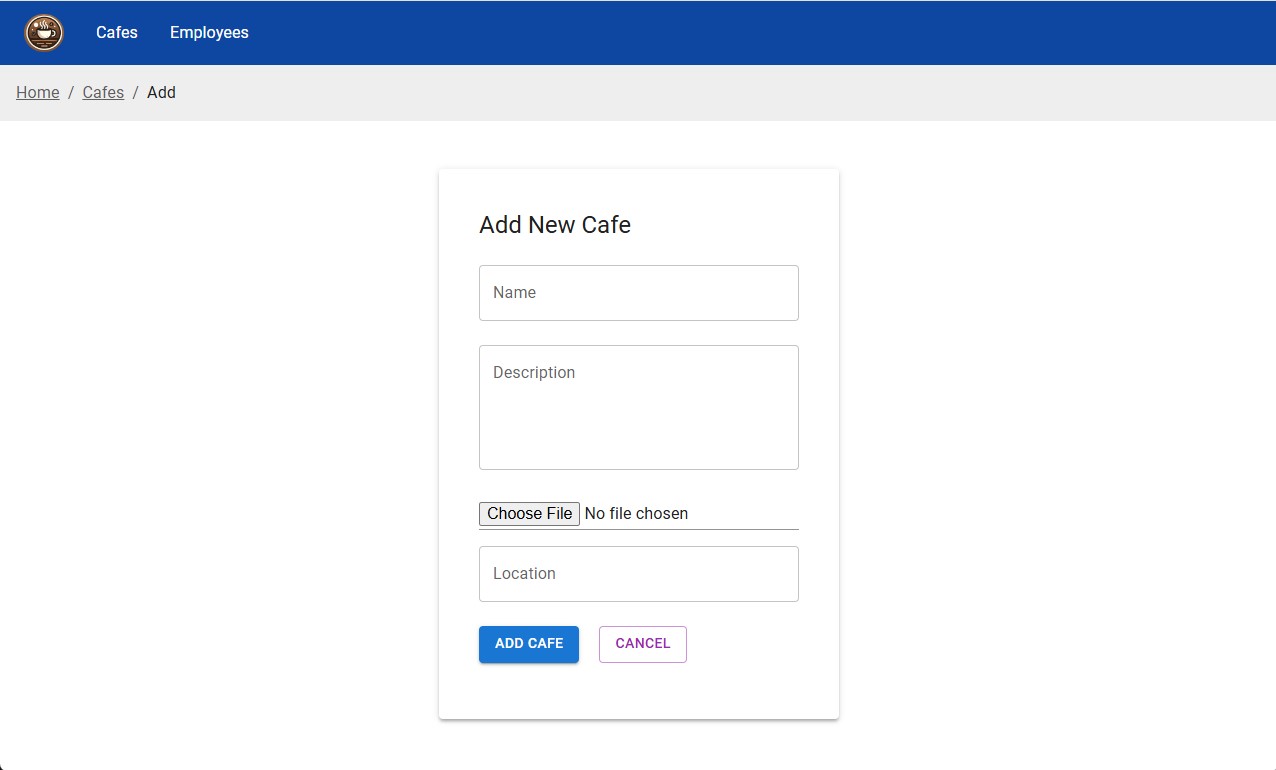 Cafes Employees
Home / Cafes / Add
Add New Cafe
Name
Description
Choose File No file chosen
Location
ADD CAFE CANCEL